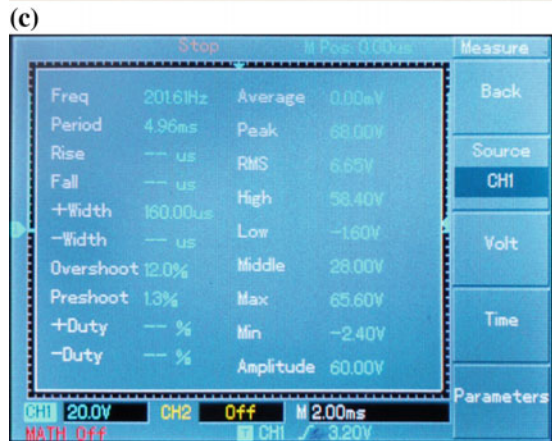 (c)
Stop M Pos: 0.00us Measure
Freq 201.61Hz Average 0.00mV Back
Period 4.96ms Peak 68.00V
Rise -- us RMS 6.65V Source
Fall -- us High 58.40V CH1
+Width 160.00us
-Width -- us Low -1.60V Volt
Overshoot 12.0% Middle 28.00V
Preshoot 1.3% Max 65.60V
+Duty -- % Min -2.40V Time
-Duty -- % Amplitude 60.00V
Parameters
CH1 20.0V CH2 Off M 2.00ms
MATH Off T CH1 3.20V